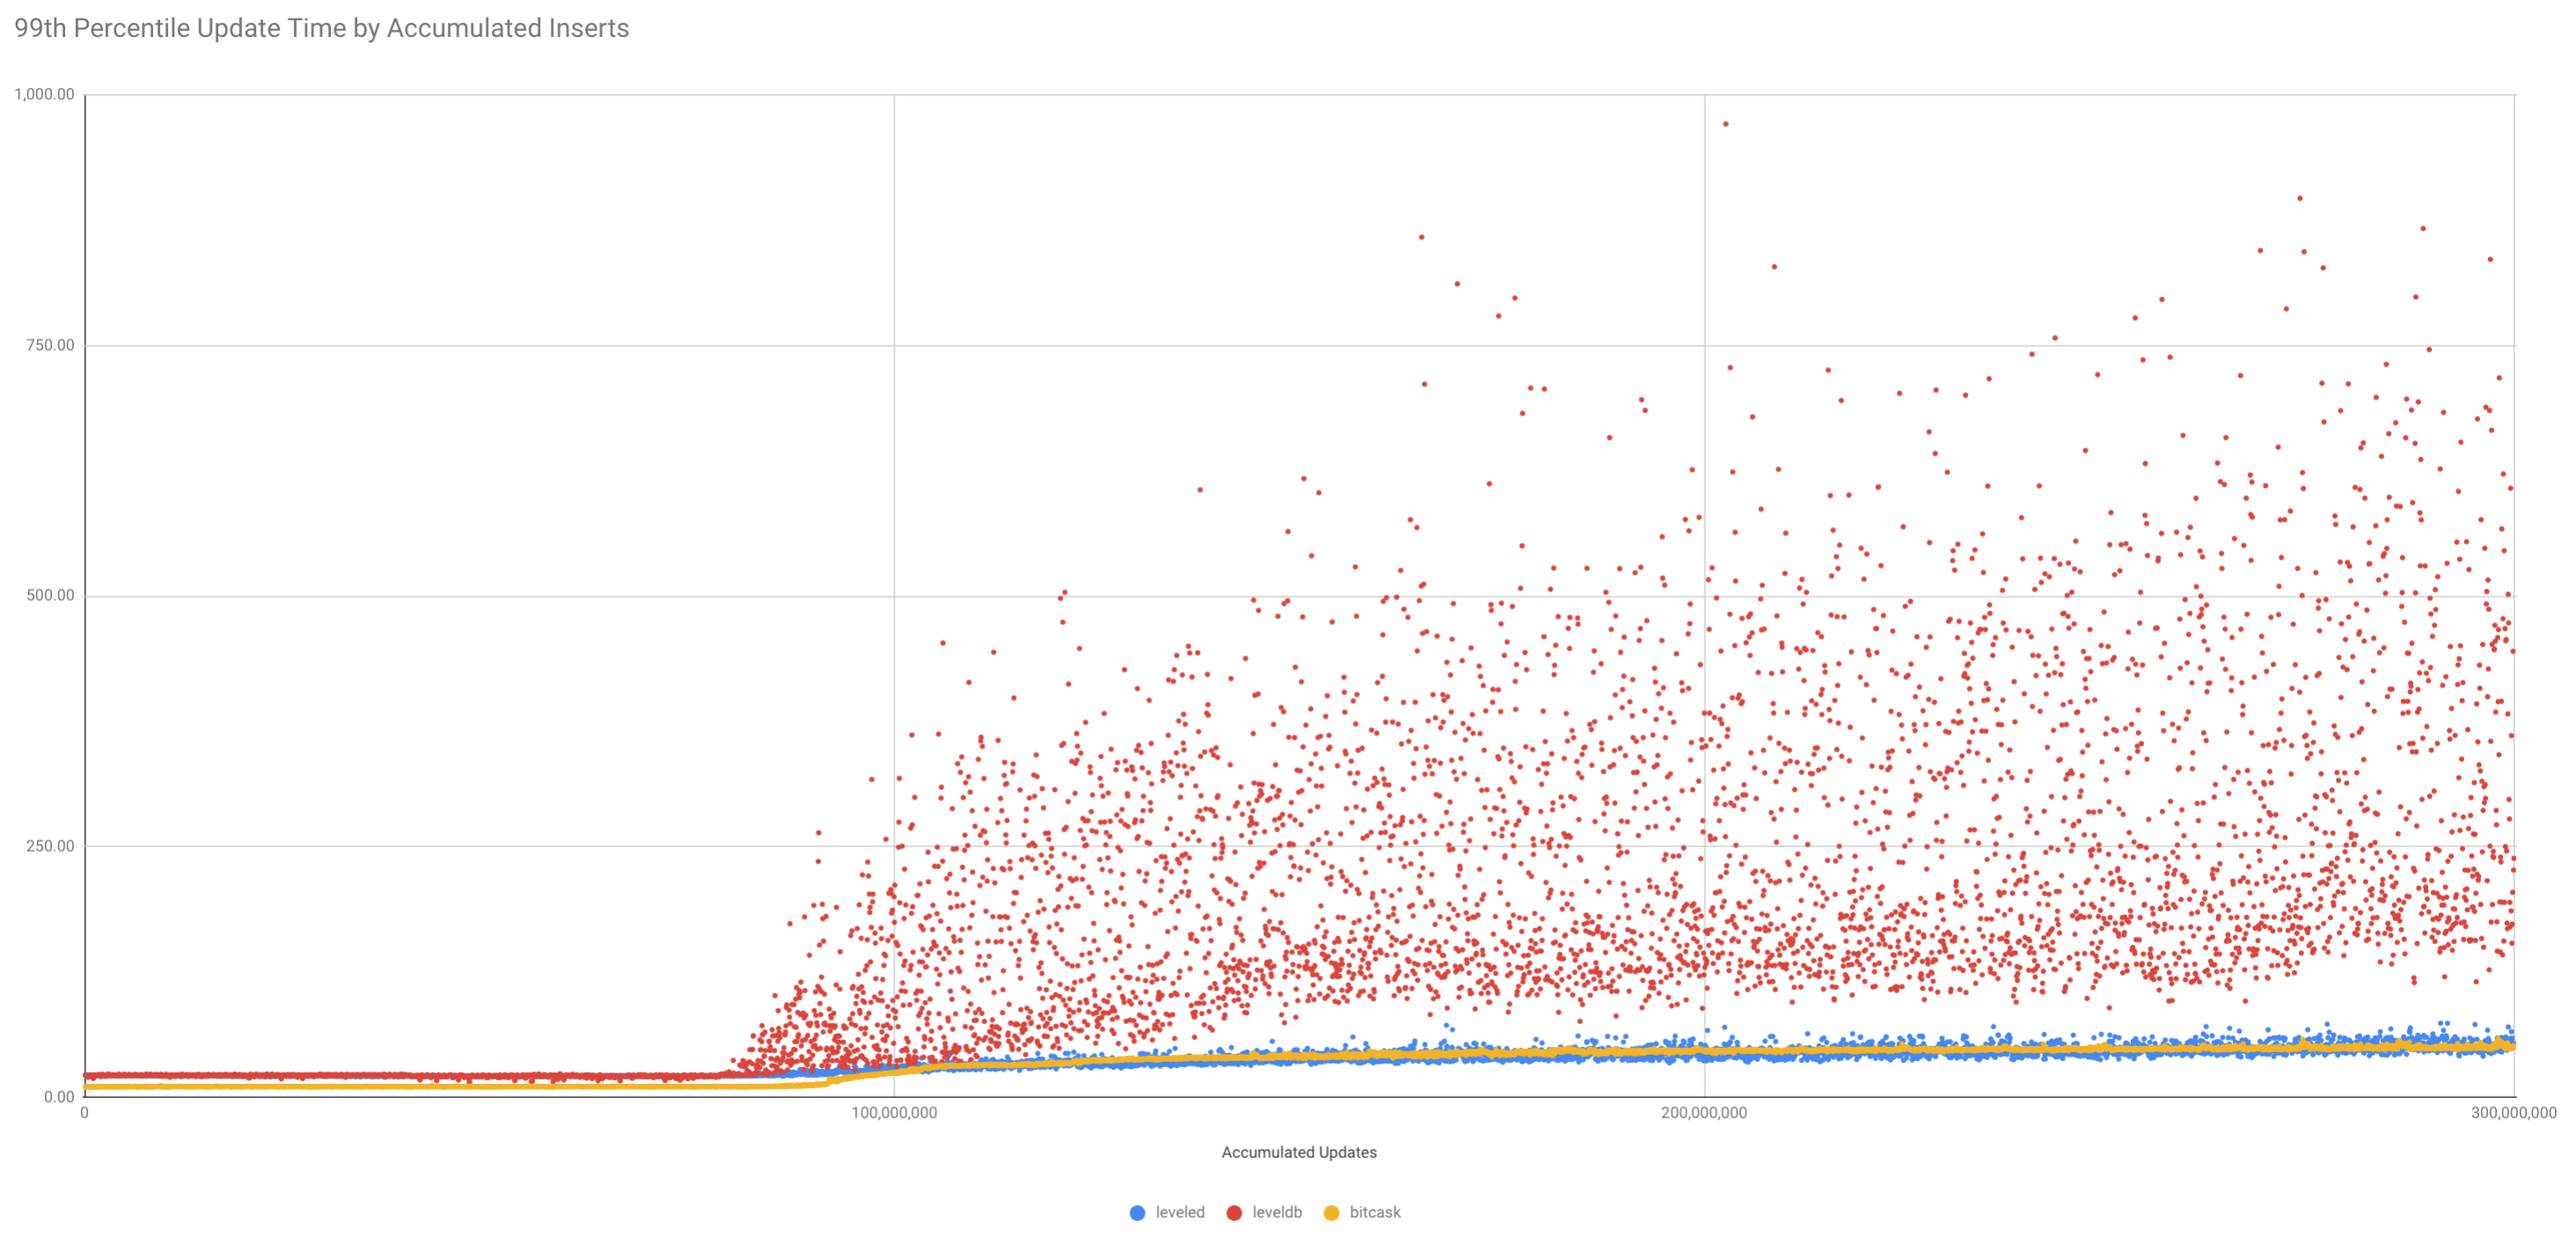 99th Percentile Update Time by Accumulated Inserts
1,000.00
750.00
500.00
250.00
0.00
0 100,000,000 200,000,000 300,000,000
Accumulated Updates
leveled leveldb bitcask